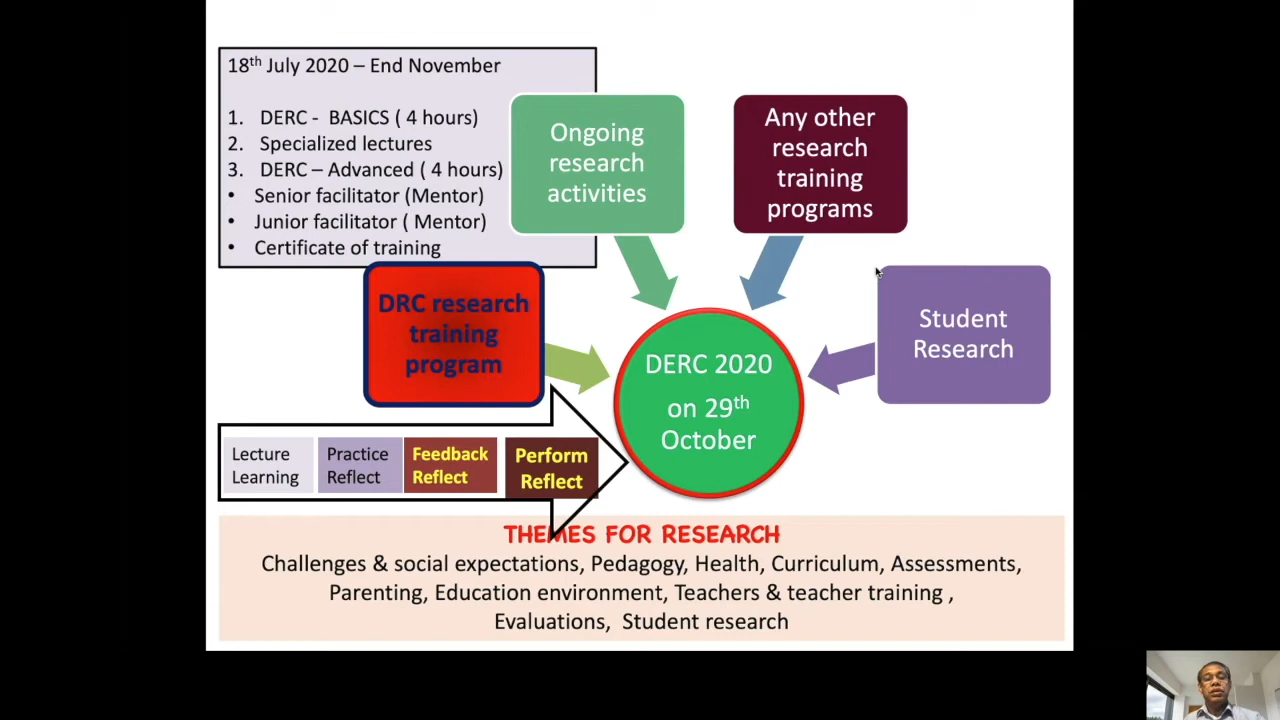 18th July 2020 – End November
1. DERC - BASICS ( 4 hours)
2. Specialized lectures
3. DERC – Advanced ( 4 hours)
• Senior facilitator (Mentor)
• Junior facilitator ( Mentor)
• Certificate of training
Ongoing
research
activities
Any other
research
training
programs
DRC research
training
program
Student
Research
DERC 2020
on 29th
October
Lecture
Learning
Practice
Reflect
Feedback
Reflect
Perform
Reflect
THEMES FOR RESEARCH
Challenges & social expectations, Pedagogy, Health, Curriculum, Assessments,
Parenting, Education environment, Teachers & teacher training ,
Evaluations, Student research